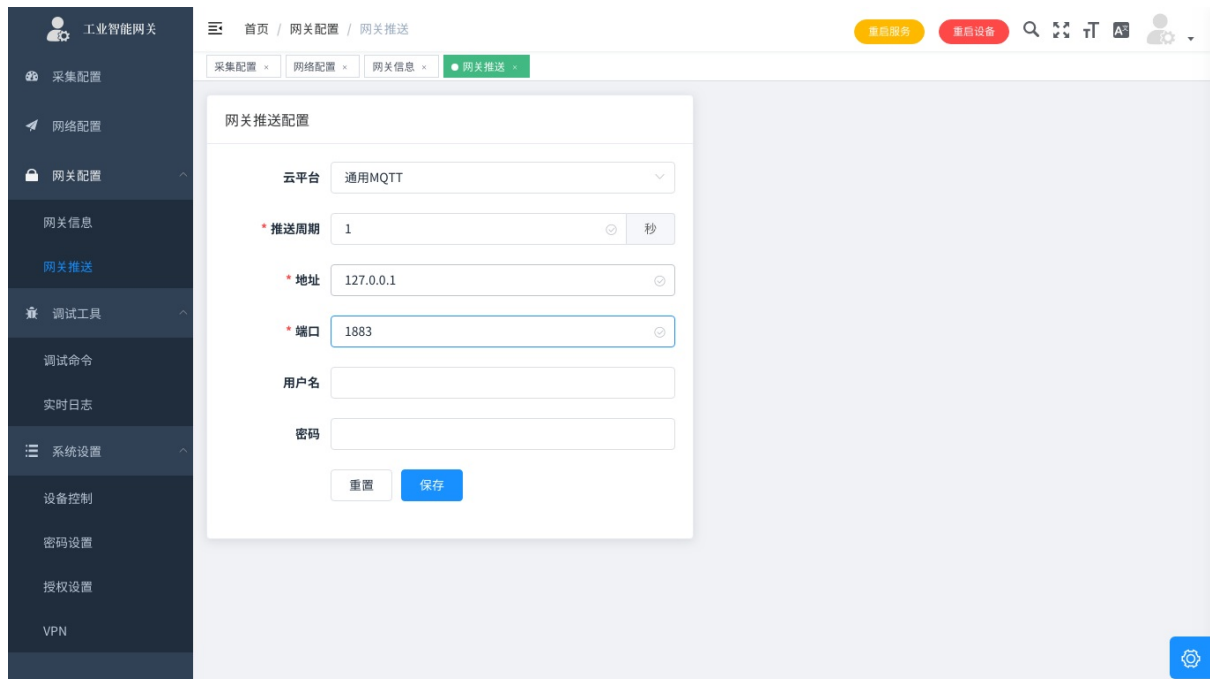 工业智能网关
首页 / 网关配置 / 网关推送
重启服务
重启设备
采集配置 ×
网络配置 ×
网关信息 ×
网关推送 ×
采集配置
网络配置
网关配置
网关信息
网关推送
调试工具
调试命令
实时日志
系统设置
设备控制
密码设置
授权设置
VPN
网关推送配置
云平台 通用MQTT
* 推送周期 1 秒
* 地址 127.0.0.1
* 端口 1883
用户名
密码
重置 保存